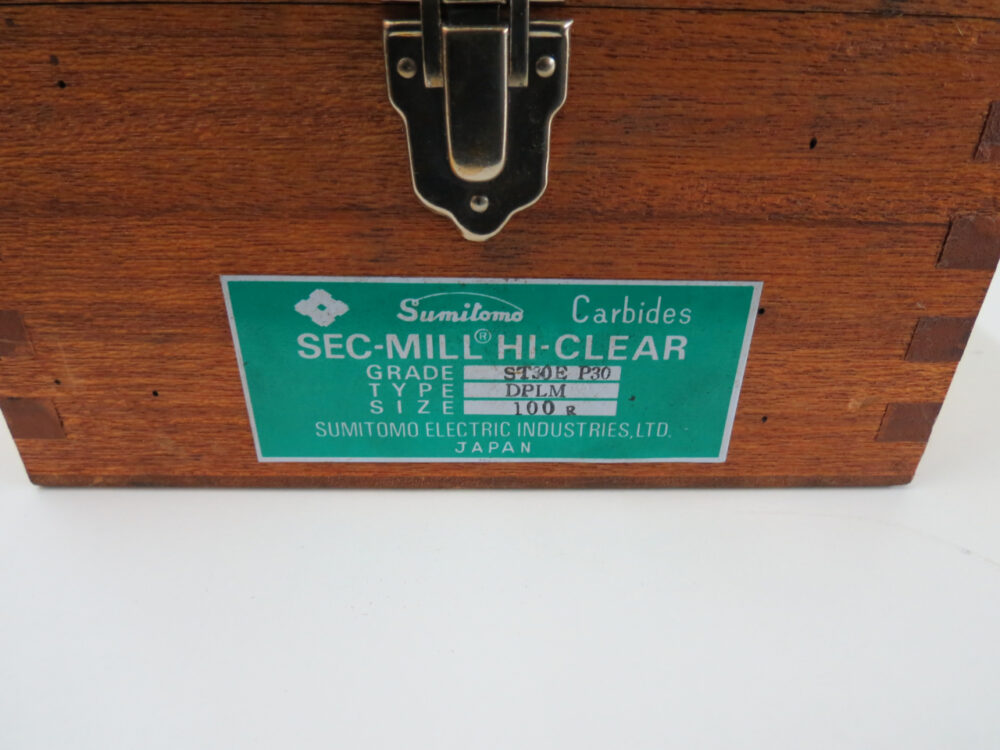 Sumitomo Carbides
SEC-MILL® HI-CLEAR
GRADE ST30E P30
TYPE DPLM
SIZE 100 R
SUMITOMO ELECTRIC INDUSTRIES, LTD.
JAPAN